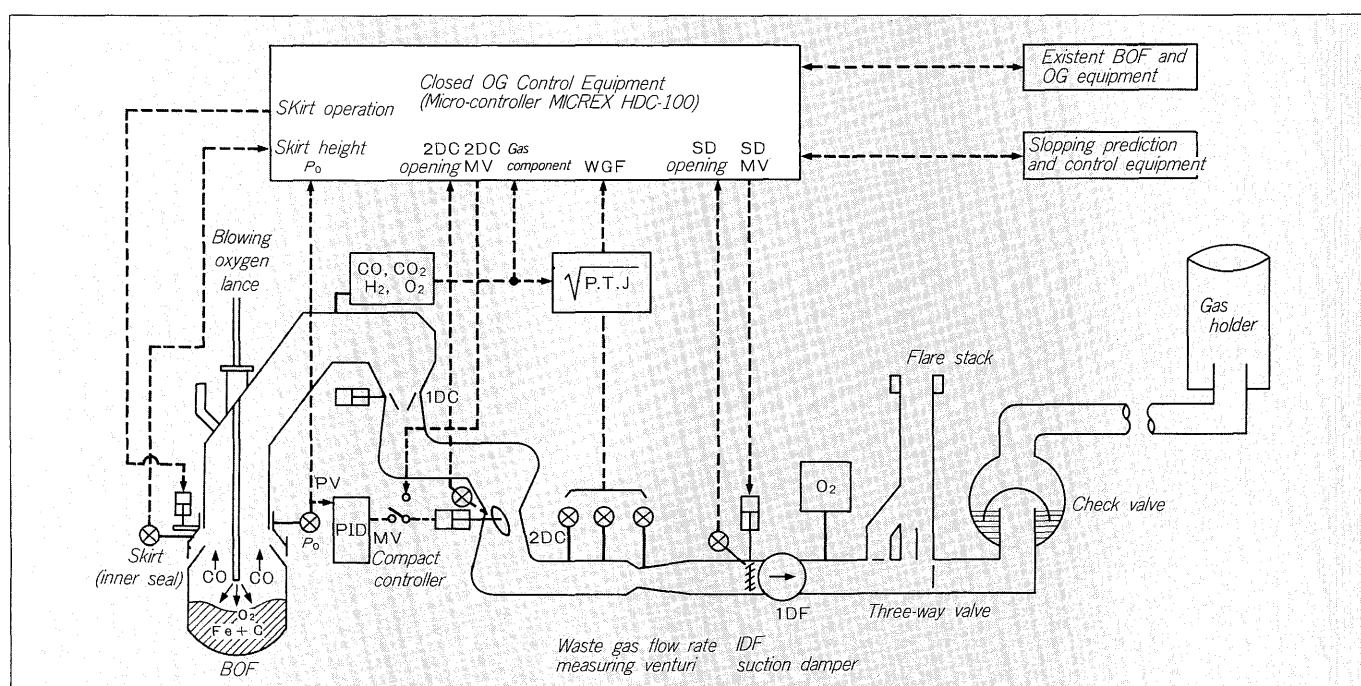 Closed OG Control Equipment
(Micro-controller MICREX HDC-100)
SKirt operation
Skirt height
P₀
2DC opening
2DC MV
Gas component
WGF
SD opening
SD MV
Existent BOF and
OG equipment
Slopping prediction
and control equipment
Blowing
oxygen
lance
CO, CO₂
H₂, O₂
√P.T.J
Gas
holder
Flare stack
1DC
O₂
Check valve
PV
PID
MV
P₀
Compact
controller
2DC
Skirt
(inner seal)
CO
CO
O₂
Fe + C
BOF
1DF
Three-way valve
Waste gas flow rate
measuring venturi
IDF
suction damper